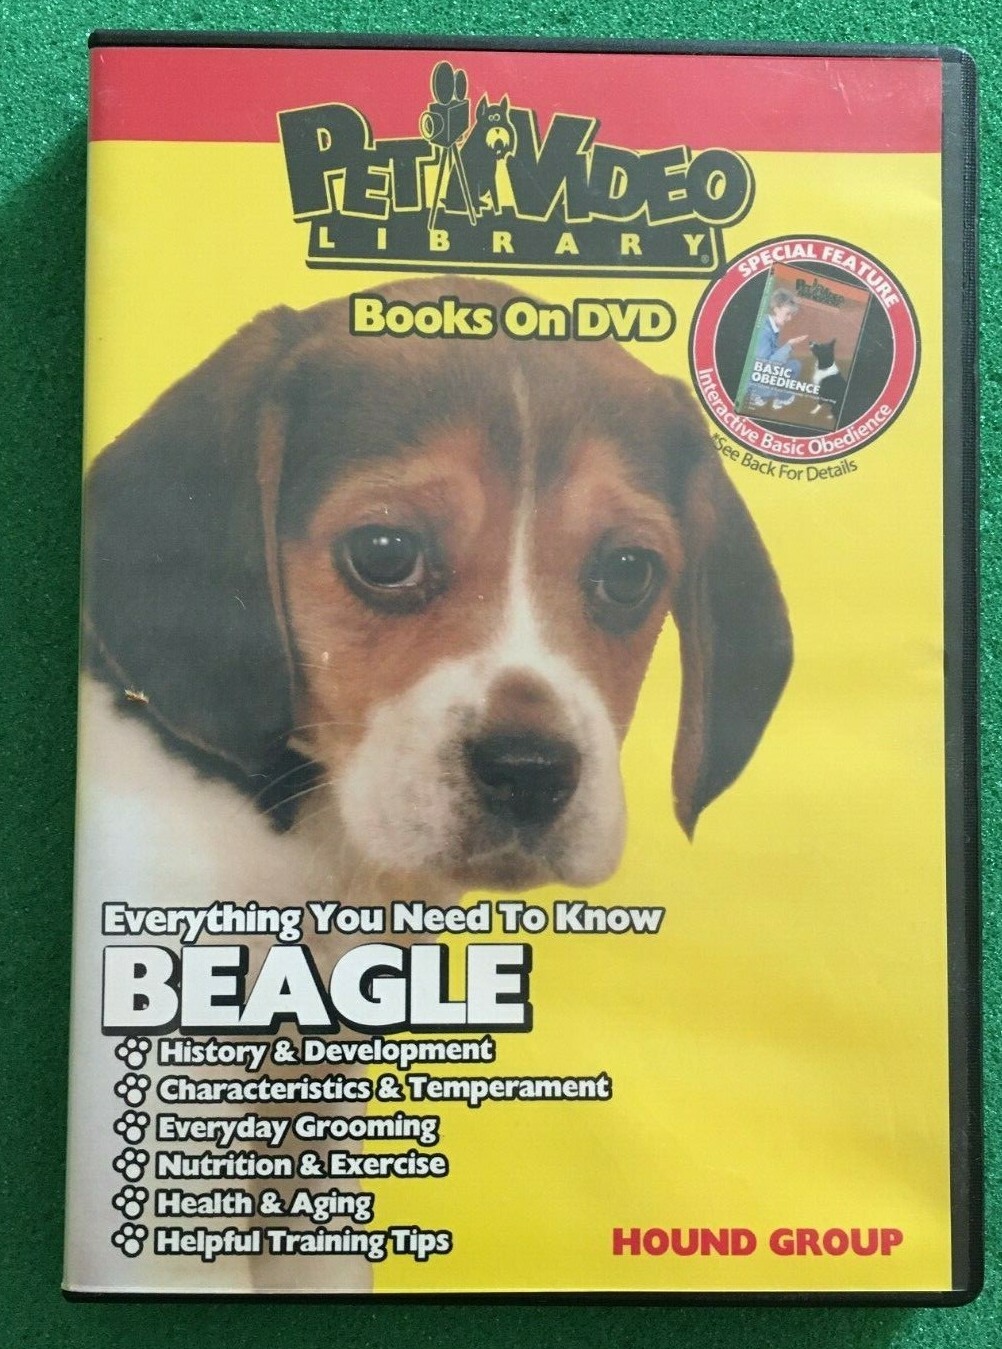 PET VIDEO
LIBRARY®
Books On DVD
SPECIAL FEATURE
BASIC
OBEDIENCE
Interactive Basic Obedience
*See Back For Details
Everything You Need To Know
BEAGLE
History & Development
Characteristics & Temperament
Everyday Grooming
Nutrition & Exercise
Health & Aging
Helpful Training Tips
HOUND GROUP